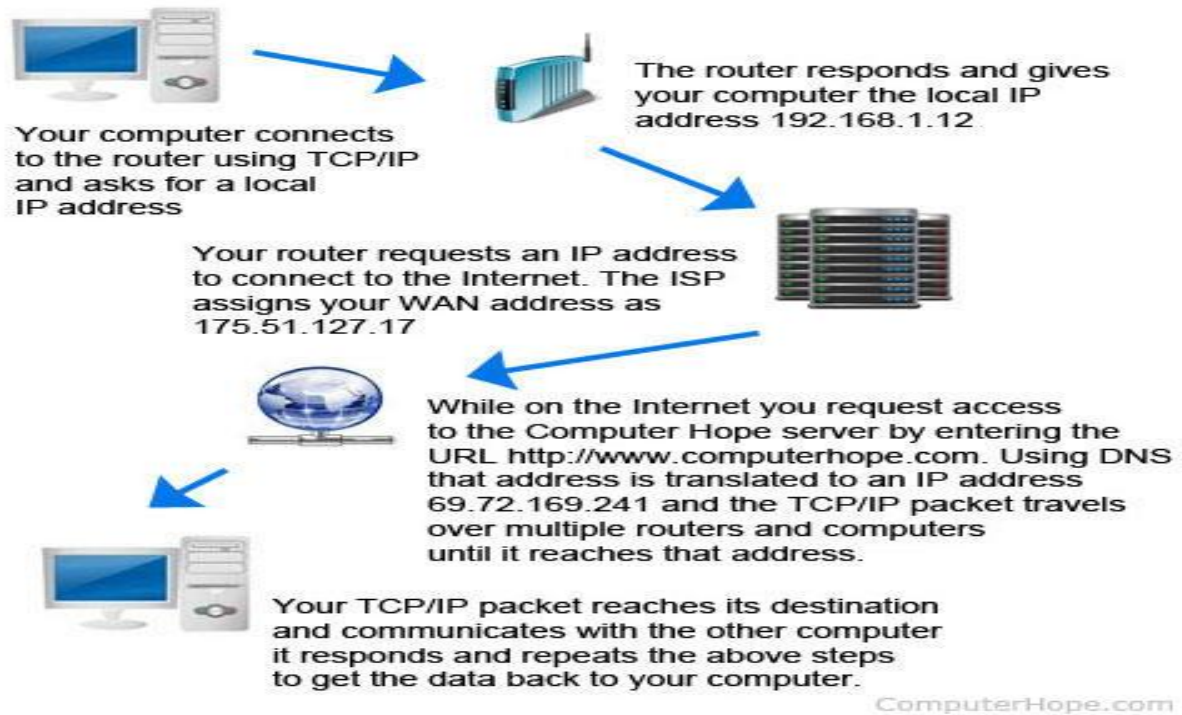 The router responds and gives
your computer the local IP
address 192.168.1.12
Your computer connects
to the router using TCP/IP
and asks for a local
IP address
Your router requests an IP address
to connect to the Internet. The ISP
assigns your WAN address as
175.51.127.17
While on the Internet you request access
to the Computer Hope server by entering the
URL http://www.computerhope.com. Using DNS
that address is translated to an IP address
69.72.169.241 and the TCP/IP packet travels
over multiple routers and computers
until it reaches that address.
Your TCP/IP packet reaches its destination
and communicates with the other computer
it responds and repeats the above steps
to get the data back to your computer.
ComputerHope.com